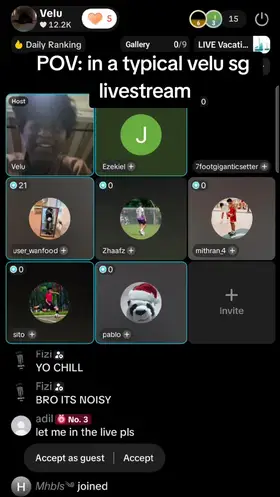 Velu
12.2K
5
15
Daily Ranking
Gallery 0/9
LIVE Vacati...
POV: in a typical velu sg
livestream
Host
Velu
J
Ezekiel
0
7footgiganticsetter
21
user_wanfood
0
Zhaafz
0
mithran_4
0
sito
0
pablo
Invite
Fizi
YO CHILL
Fizi
BRO ITS NOISY
adil No. 3
let me in the live pls
Accept as guest
Accept
H
Mhbls joined